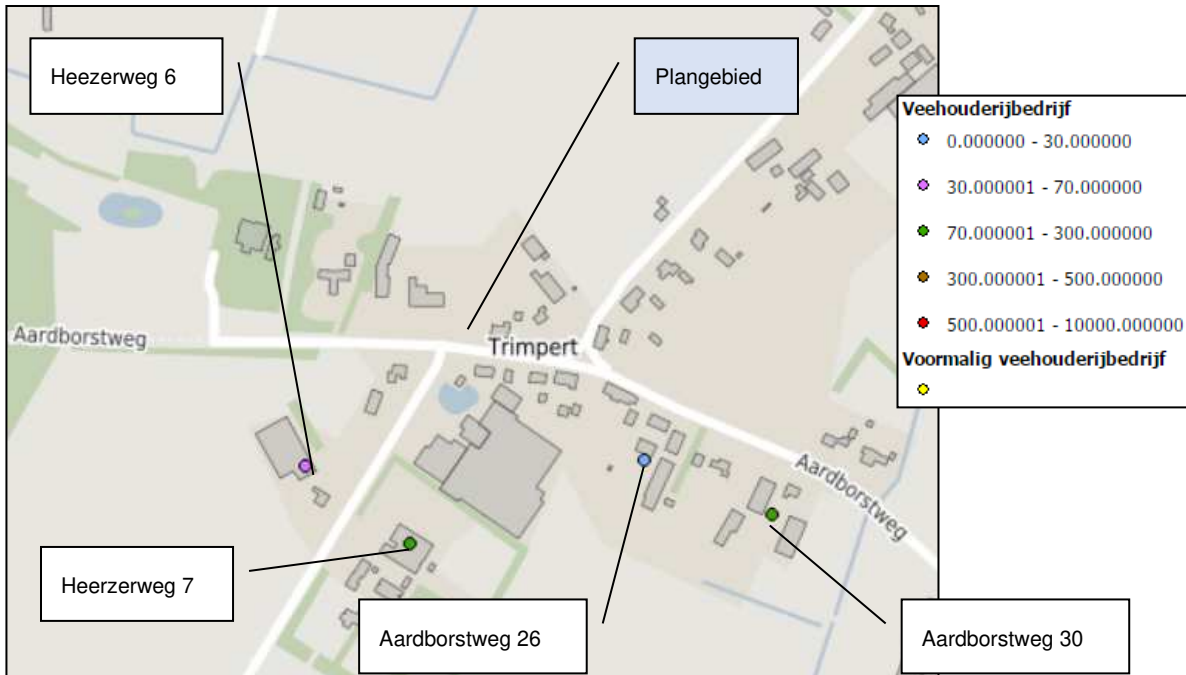 Heezerweg 6
Plangebied
Veehouderijbedrijf
0.000000 - 30.000000
30.000001 - 70.000000
70.000001 - 300.000000
300.000001 - 500.000000
500.000001 - 10000.000000
Voormalig veehouderijbedrijf
Aardborstweg
Trimpert
Aardborstweg
Heerzerweg 7
Aardborstweg 26
Aardborstweg 30